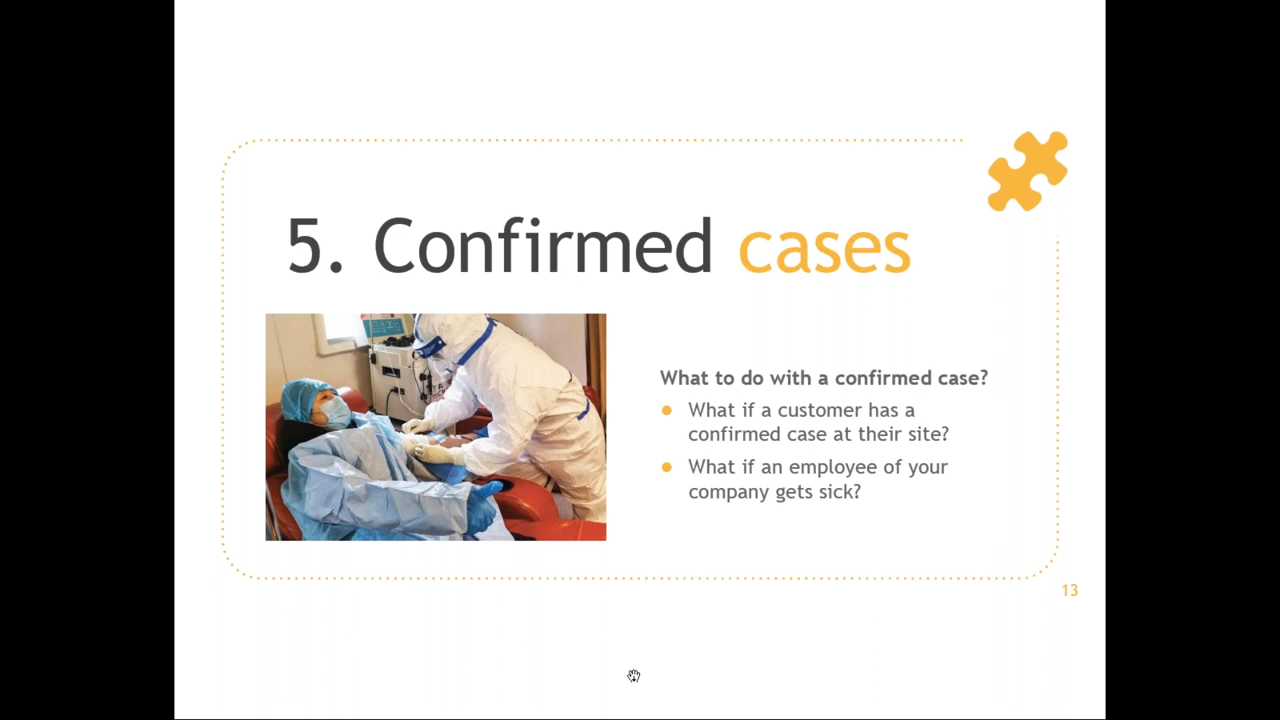 5. Confirmed cases
What to do with a confirmed case?
What if a customer has a
confirmed case at their site?
What if an employee of your
company gets sick?
13